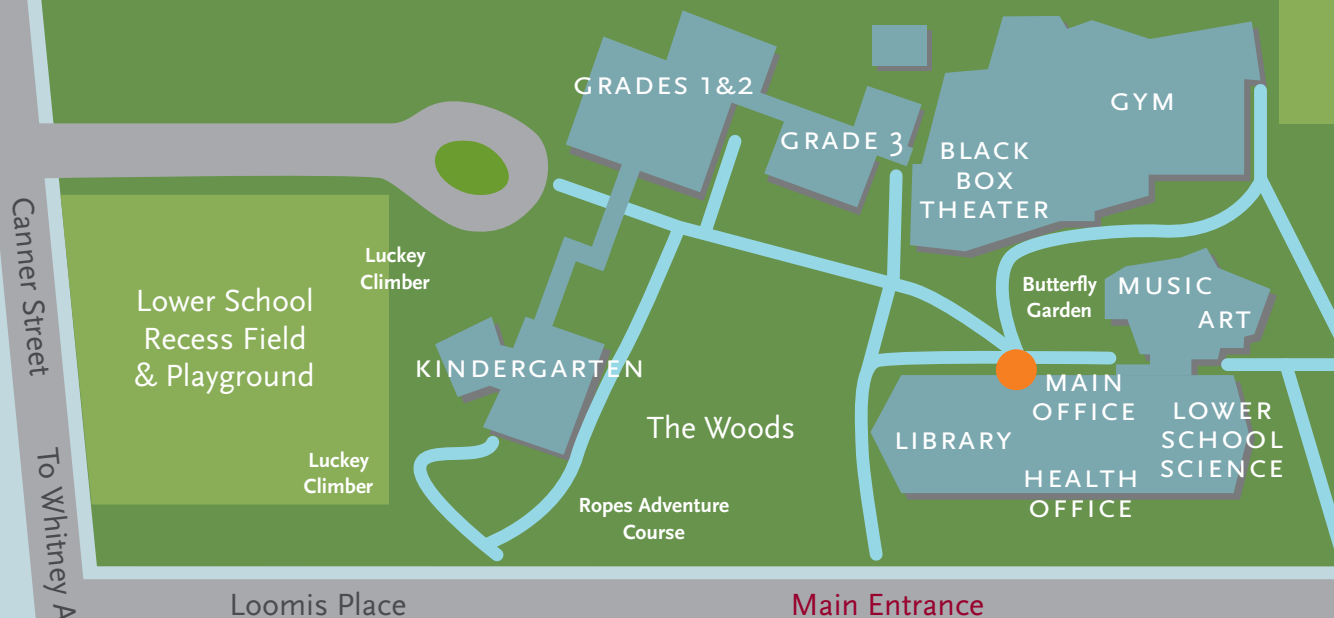 GRADES 1&2
GRADE 3
GYM
BLACK
BOX
THEATER
Canner Street
Luckey
Climber
Lower School
Recess Field
& Playground
Butterfly
Garden
MUSIC
ART
KINDERGARTEN
MAIN
OFFICE
LOWER
SCHOOL
SCIENCE
The Woods
LIBRARY
HEALTH
OFFICE
Luckey
Climber
To Whitney A
Ropes Adventure
Course
Loomis Place
Main Entrance